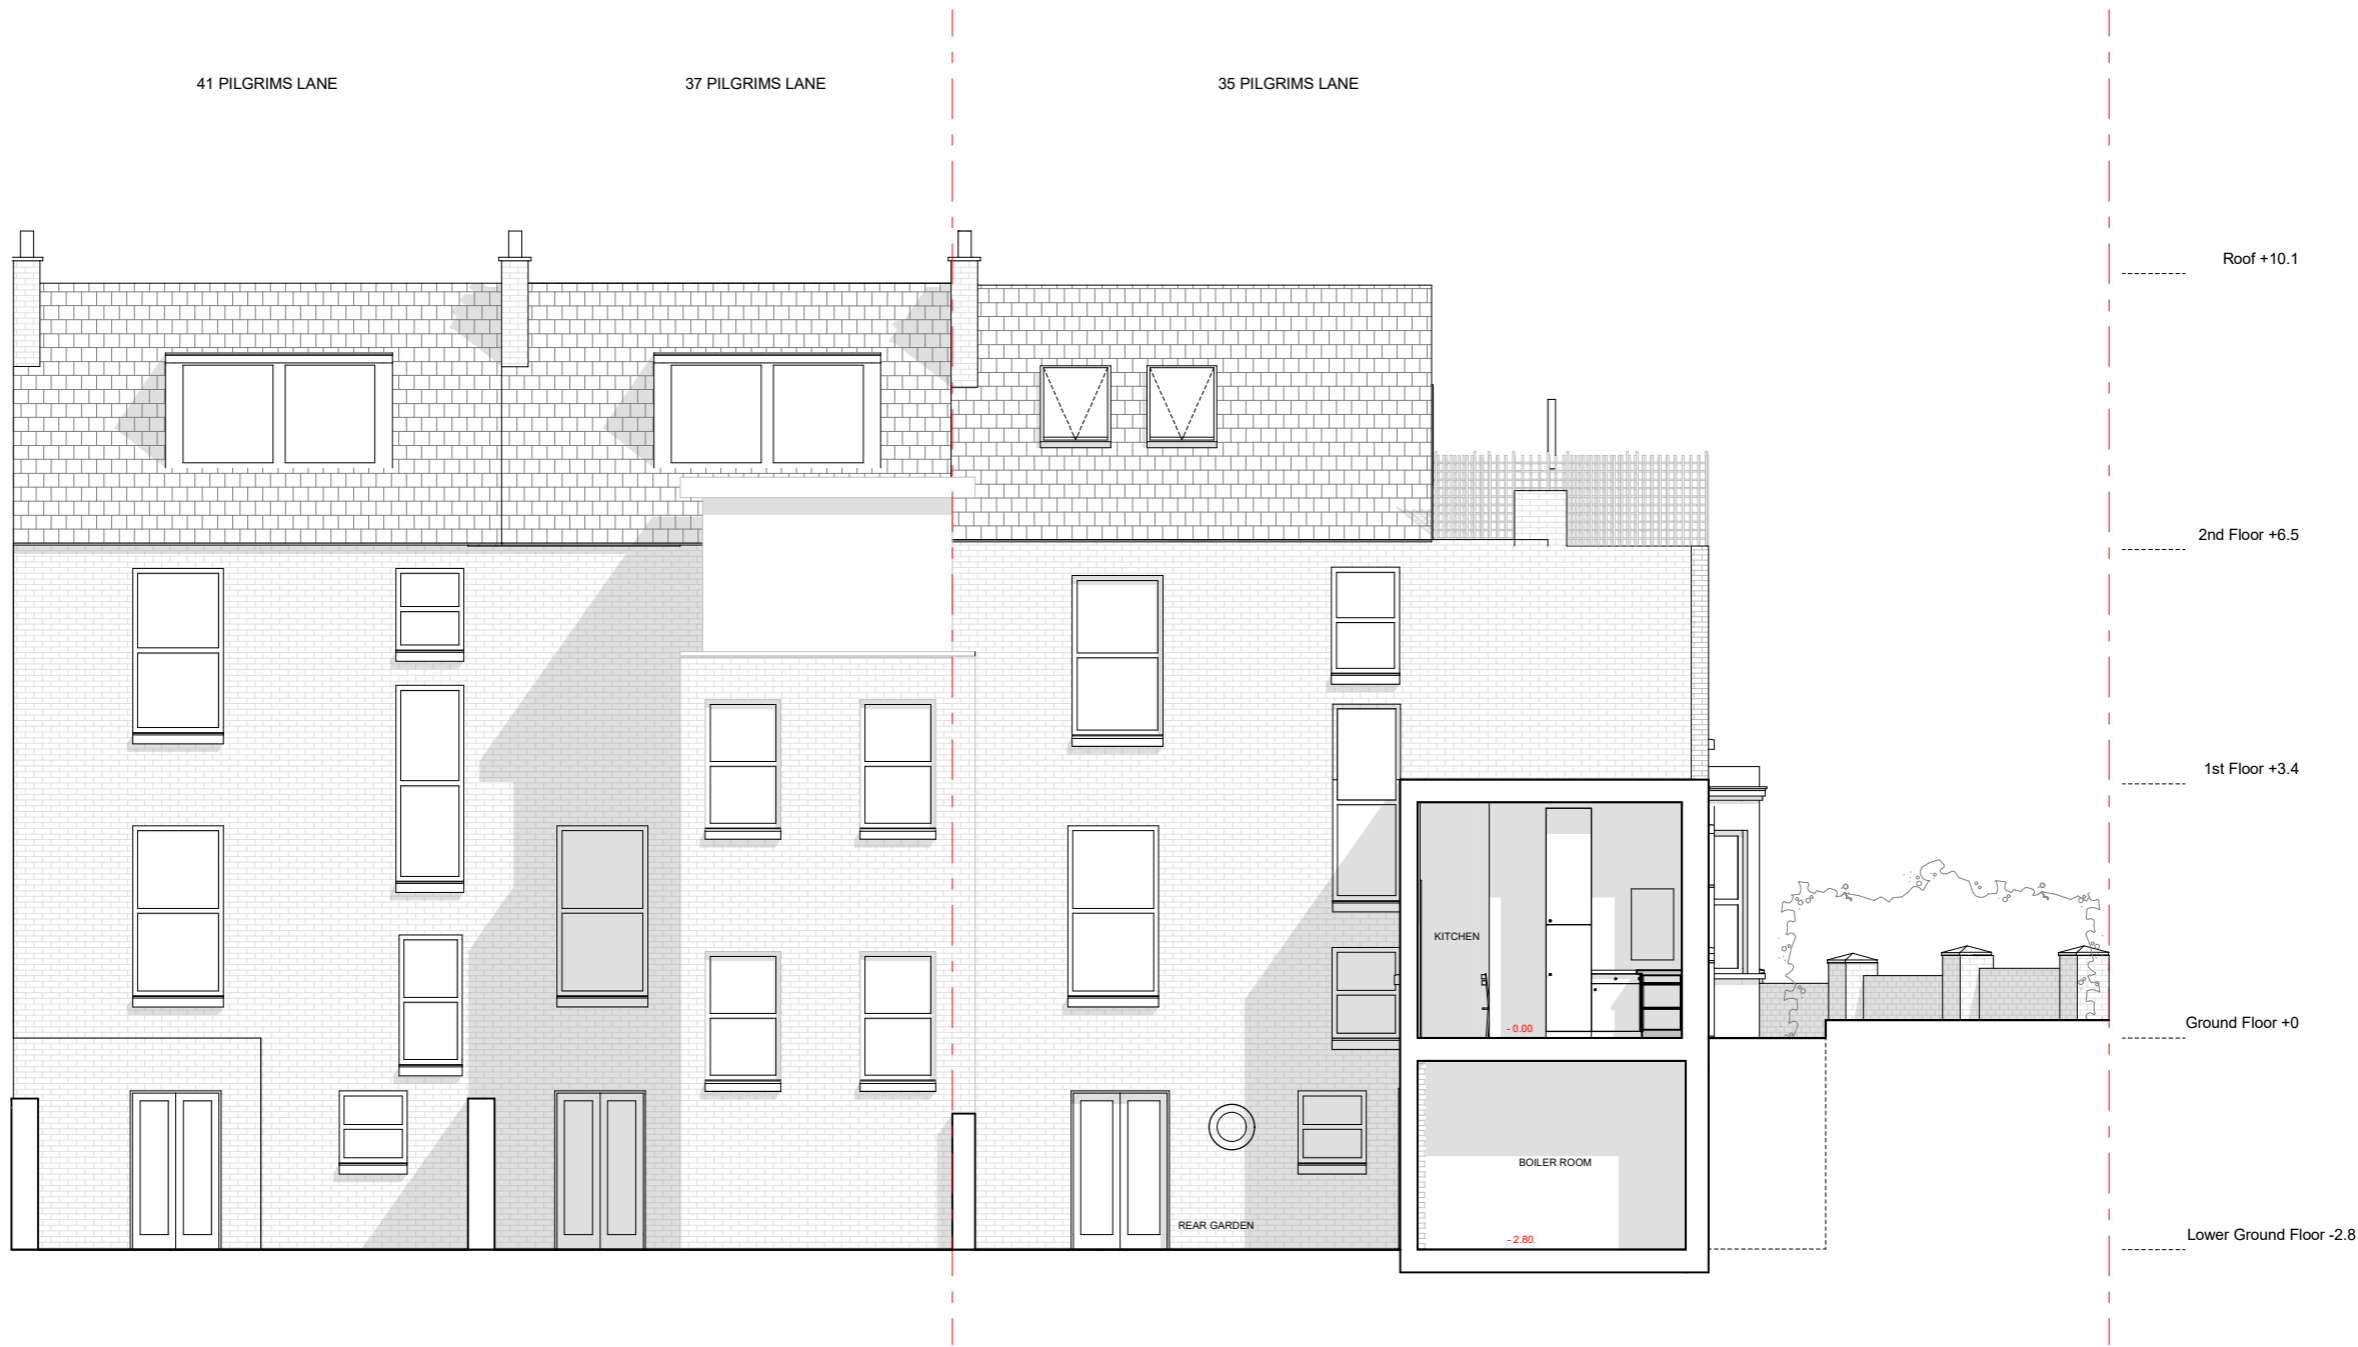 41 PILGRIMS LANE
37 PILGRIMS LANE
35 PILGRIMS LANE
Roof +10.1
2nd Floor +6.5
1st Floor +3.4
KITCHEN
- 0.00
Ground Floor +0
BOILER ROOM
REAR GARDEN
- 2.80
Lower Ground Floor -2.8